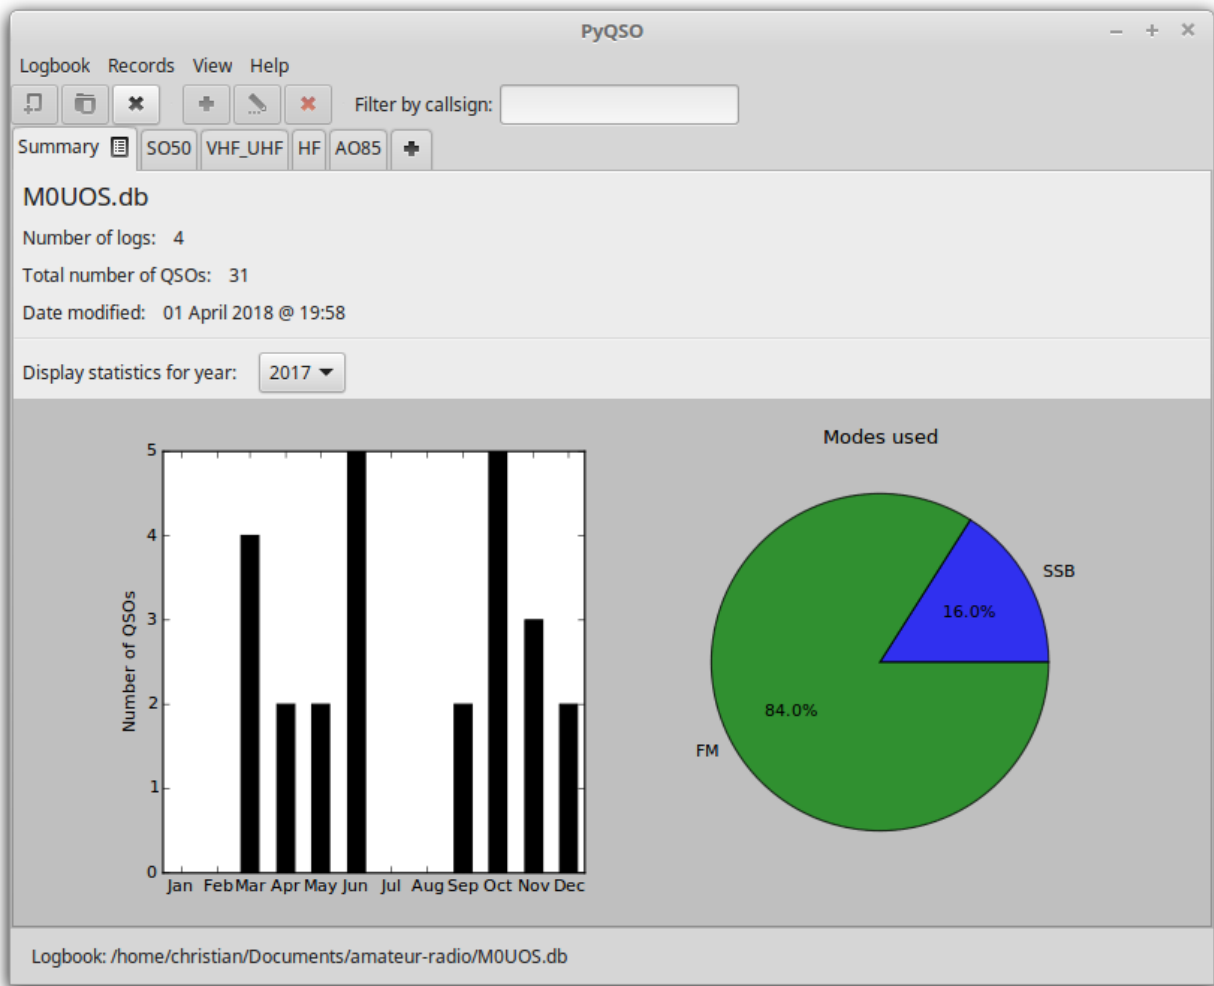 PyQSO
Logbook Records View Help
Filter by callsign:
Summary SO50 VHF_UHF HF AO85
M0UOS.db
Number of logs: 4
Total number of QSOs: 31
Date modified: 01 April 2018 @ 19:58
Display statistics for year: 2017
Number of QSOs
5
4
3
2
1
0
Jan Feb Mar Apr May Jun Jul Aug Sep Oct Nov Dec
Modes used
SSB
16.0%
84.0%
FM
Logbook: /home/christian/Documents/amateur-radio/M0UOS.db